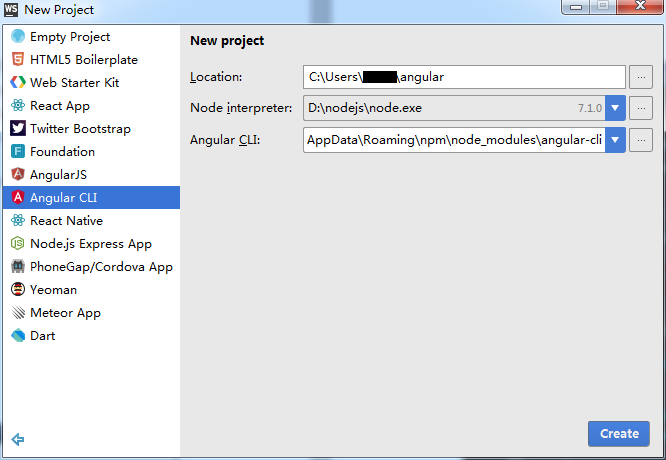 WS New Project
Empty Project
HTML5 Boilerplate
Web Starter Kit
React App
Twitter Bootstrap
Foundation
AngularJS
Angular CLI
React Native
Node.js Express App
PhoneGap/Cordova App
Yeoman
Meteor App
Dart
New project
Location: C:\Users\ \angular ...
Node interpreter: D:\nodejs\node.exe 7.1.0 ...
Angular CLI: AppData\Roaming\npm\node_modules\angular-cli ...
Create